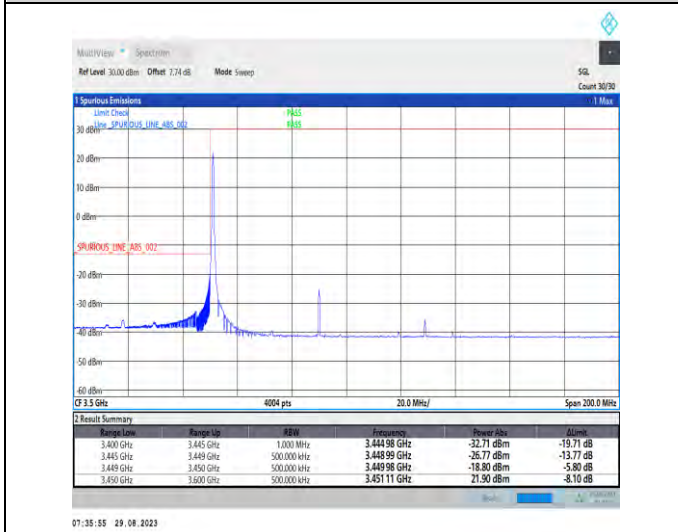 MultiView Spectrum
Ref Level 30.00 dBm Offset 7.74 dB Mode Sweep SGL
Count 30/30
1 Spurious Emissions 1 Max
Limit Check PASS
Line _SPURIOUS_LINE_ABS_002 PASS
30 dBm
20 dBm
10 dBm
0 dBm
_SPURIOUS_LINE_ABS_002
-20 dBm
-30 dBm
-40 dBm
-50 dBm
-60 dBm
CF 3.5 GHz 4004 pts 20.0 MHz/ Span 200.0 MHz
2 Result Summary
Range Low Range Up RBW Frequency Power Abs ΔLimit
3.400 GHz 3.445 GHz 1.000 MHz 3.444 98 GHz -32.71 dBm -19.71 dB
3.445 GHz 3.449 GHz 500.000 kHz 3.448 99 GHz -26.77 dBm -13.77 dB
3.449 GHz 3.450 GHz 500.000 kHz 3.449 98 GHz -18.80 dBm -5.80 dB
3.450 GHz 3.600 GHz 500.000 kHz 3.451 11 GHz 21.90 dBm -8.10 dB
07:35:55 29.08.2023